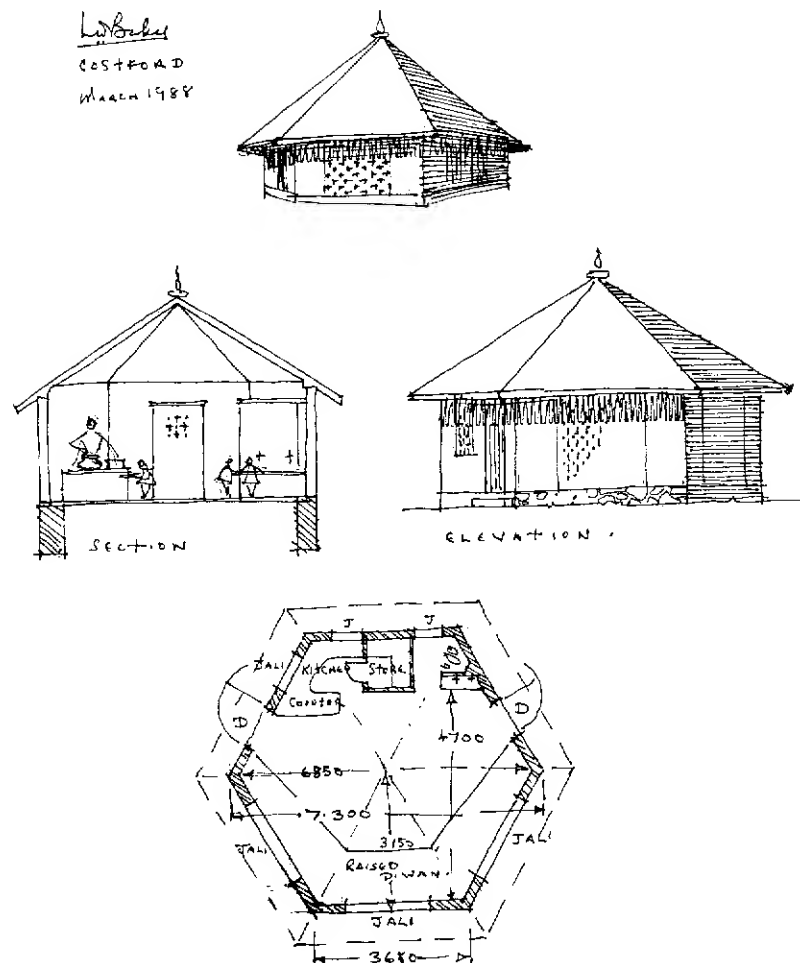 COSTFORD
MARCH 1988
SECTION
ELEVATION.
J J
JALI
KITCHEN
STORE
COUNTER
D
D
4700
6850
7.300
3150
JALI
JALI
RAISED
DIWAN
JALI
3680